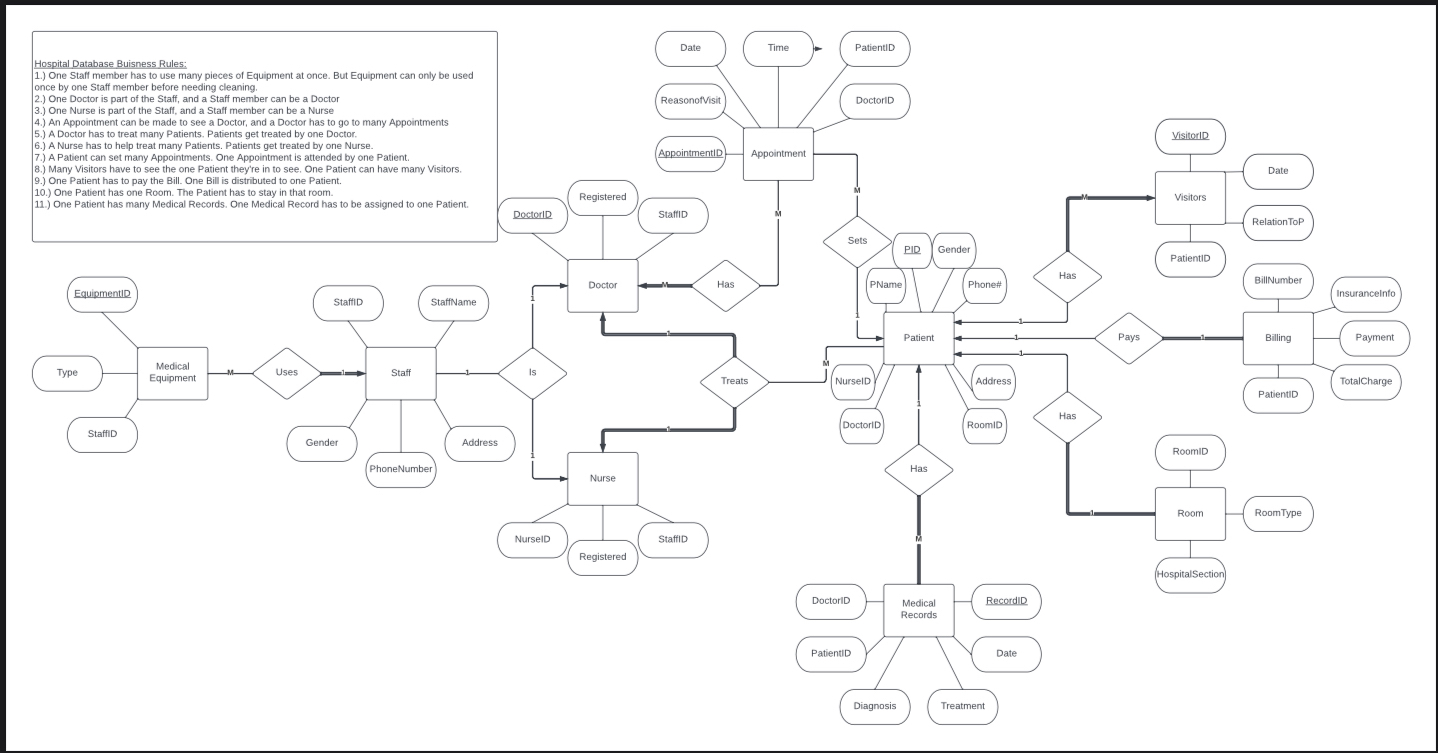 Hospital Database Buisness Rules:
1.) One Staff member has to use many pieces of Equipment at once. But Equipment can only be used
once by one Staff member before needing cleaning.
2.) One Doctor is part of the Staff, and a Staff member can be a Doctor
3.) One Nurse is part of the Staff, and a Staff member can be a Nurse
4.) An Appointment can be made to see a Doctor, and a Doctor has to go to many Appointments
5.) A Doctor has to treat many Patients. Patients get treated by one Doctor.
6.) A Nurse has to help treat many Patients. Patients get treated by one Nurse.
7.) A Patient can set many Appointments. One Appointment is attended by one Patient.
8.) Many Visitors have to see the one Patient they're in to see. One Patient can have many Visitors.
9.) One Patient has to pay the Bill. One Bill is distributed to one Patient.
10.) One Patient has one Room. The Patient has to stay in that room.
11.) One Patient has many Medical Records. One Medical Record has to be assigned to one Patient.
Date
Time
PatientID
ReasonofVisit
DoctorID
AppointmentID
Appointment
M
M
Sets
1
DoctorID
Registered
StaffID
Doctor
M
Has
EquipmentID
Type
StaffID
Medical
Equipment
M
Uses
1
StaffID
StaffName
Staff
Gender
PhoneNumber
Address
1
Is
1
1
1
Treats
M
1
Nurse
NurseID
Registered
StaffID
PID
Gender
PName
Phone#
Patient
NurseID
Address
DoctorID
RoomID
VisitorID
Date
Visitors
RelationToP
PatientID
M
Has
1
BillNumber
InsuranceInfo
Billing
Payment
TotalCharge
PatientID
1
Pays
1
1
Has
1
RoomID
Room
RoomType
HospitalSection
1
Has
M
DoctorID
Medical
Records
RecordID
PatientID
Date
Diagnosis
Treatment